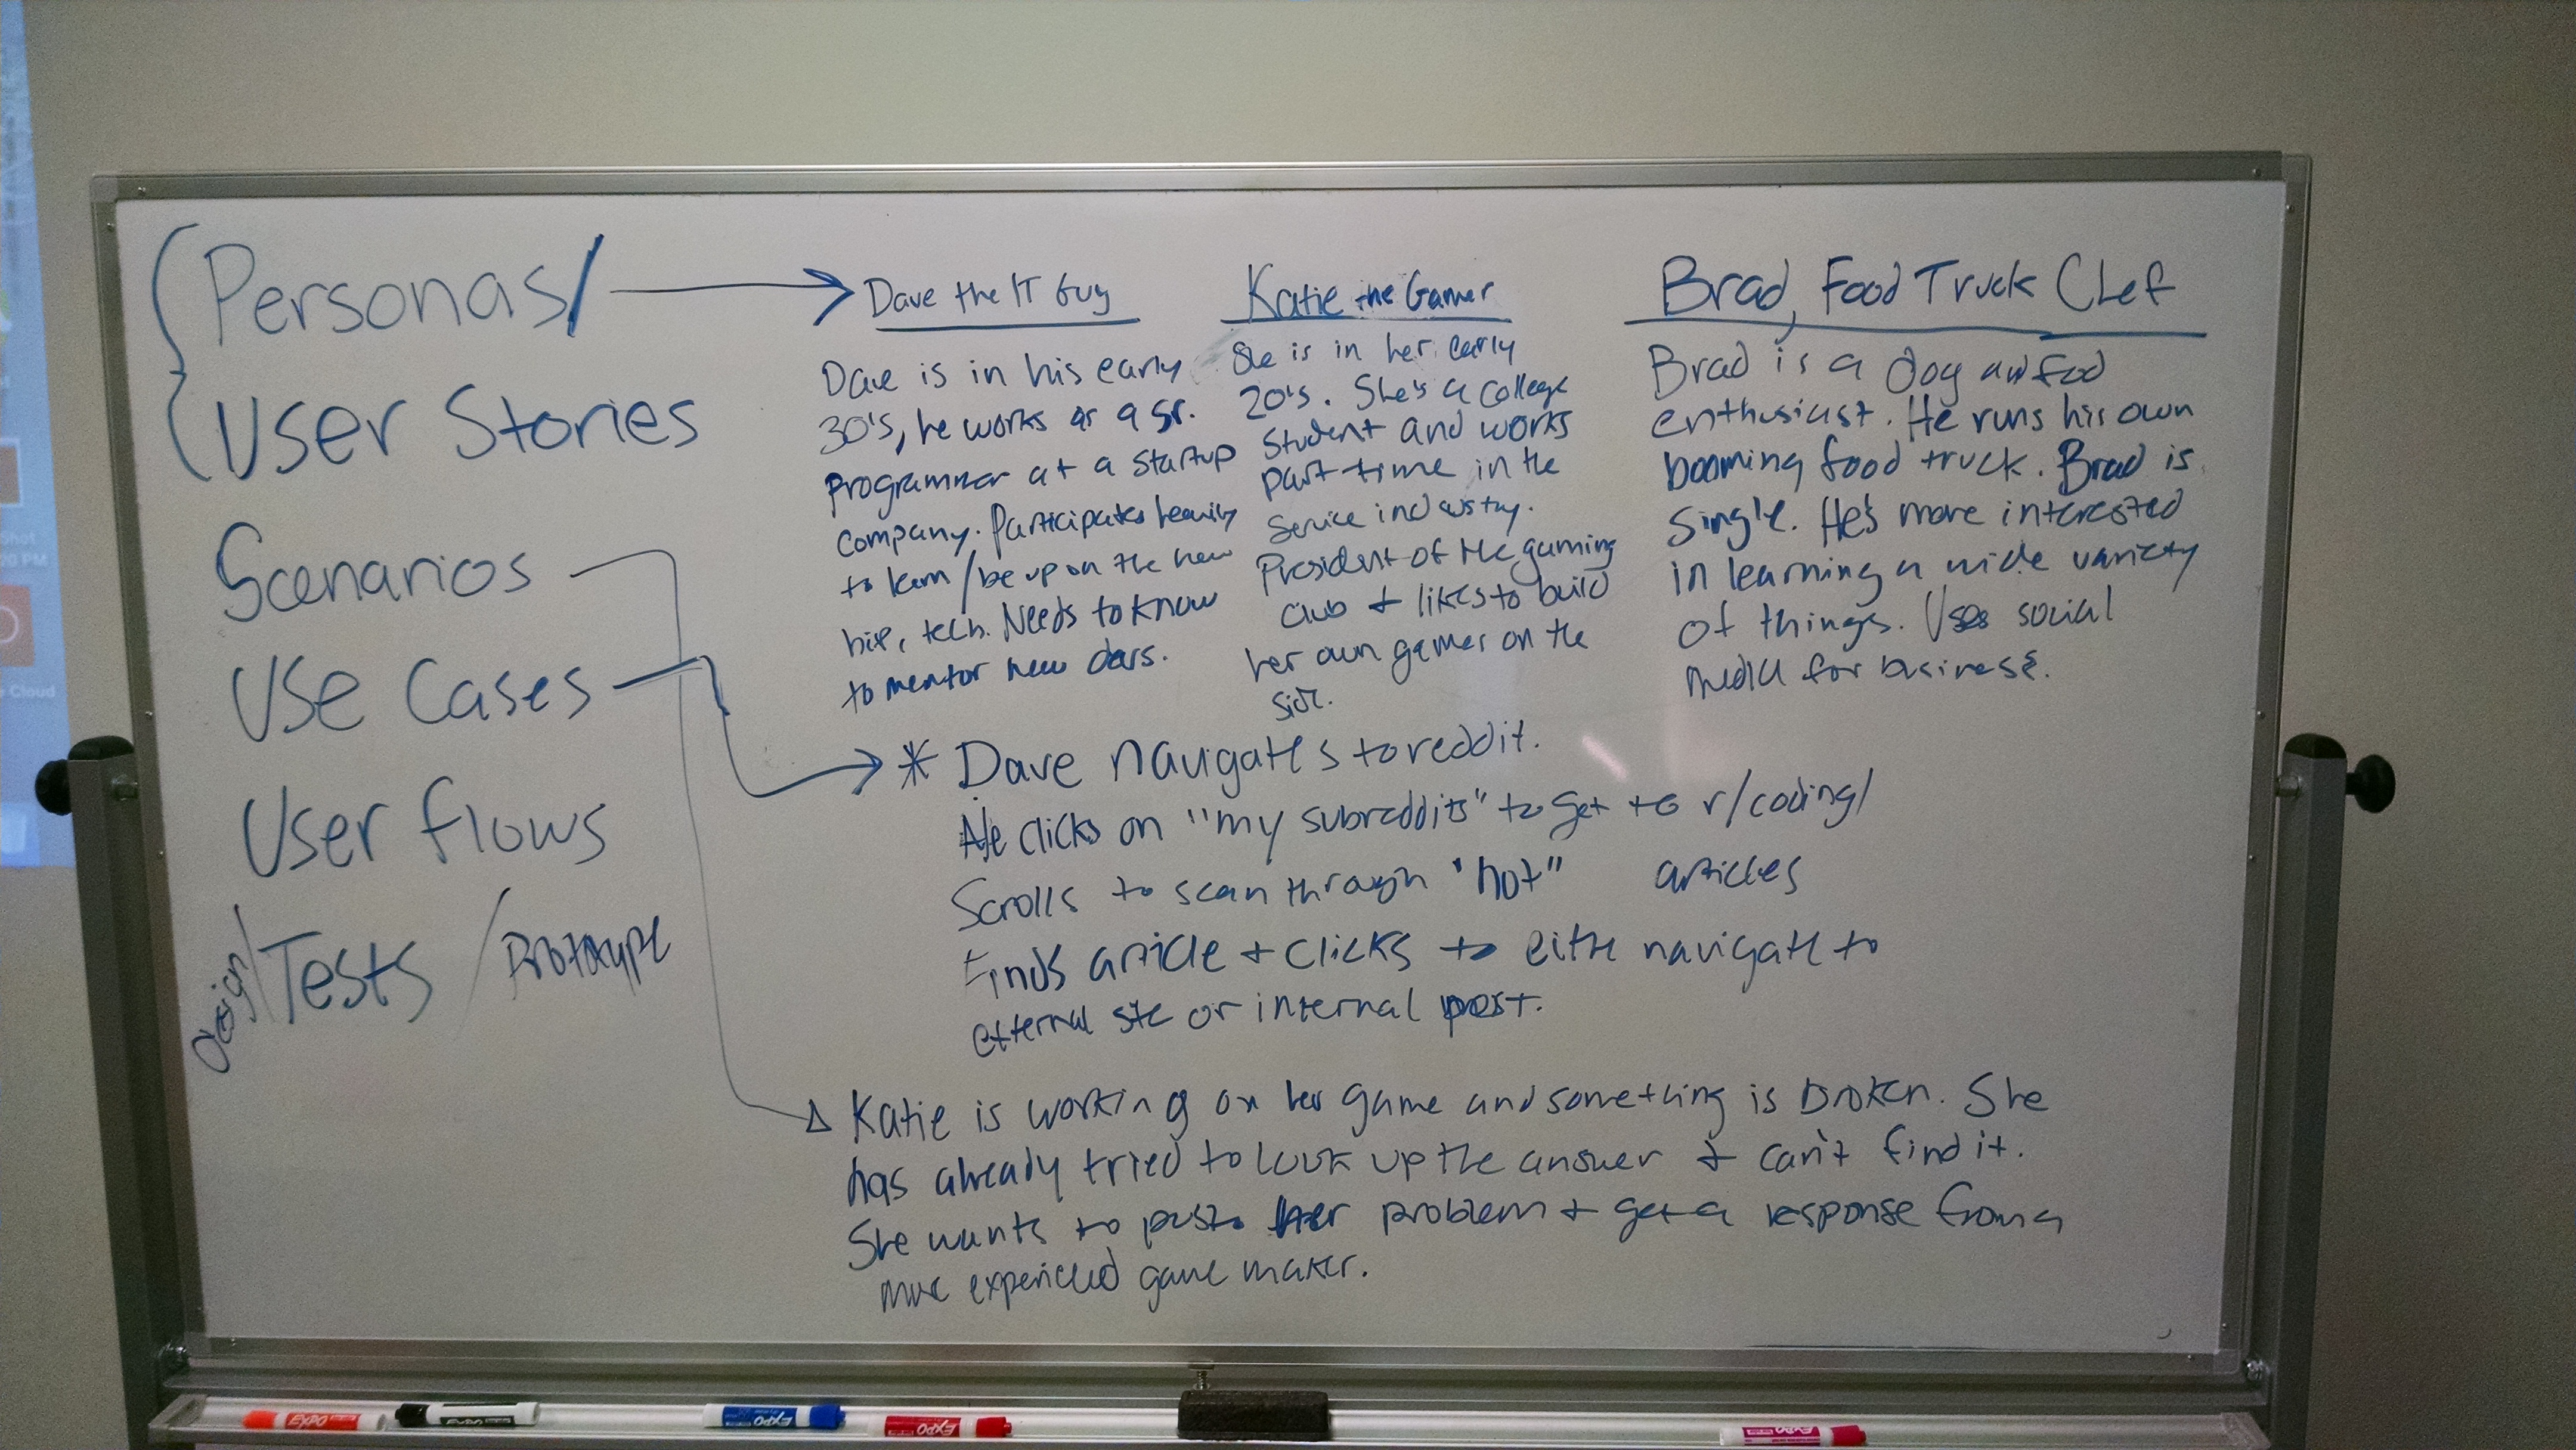 Personas/
User Stories
Scenarios
Use Cases
User flows
Design/Tests/Prototype
Dave the IT Guy
Dave is in his early
30's, he works as a sr.
programmer at a startup
company. Participates heavily
to learn/be up on the new
tech. Needs to know
to mentor new devs.
Katie the Gamer
She is in her early
20's. She's a college
Student and works
part-time in the
Service industry.
President of the gaming
club + likes to build
her own games on the
side.
Brad, Food Truck Chef
Brad is a dog and food
enthusiast. He runs his own
booming food truck. Brad is
single. He's more interested
in learning a wide variety
of things. Uses social
media for business.
* Dave navigates to reddit.
He clicks on "my subreddits" to get to r/coding/
Scrolls to scan through "hot" articles
Finds article + clicks to either navigate to
external site or internal post.
Katie is working on her game and something is broken. She
has already tried to look up the answer + can't find it.
She wants to post her problem + get a response from a
more experienced game maker.
EXPO
EXPO
EXPO
EXPO
Shot
20 PM
Cloud